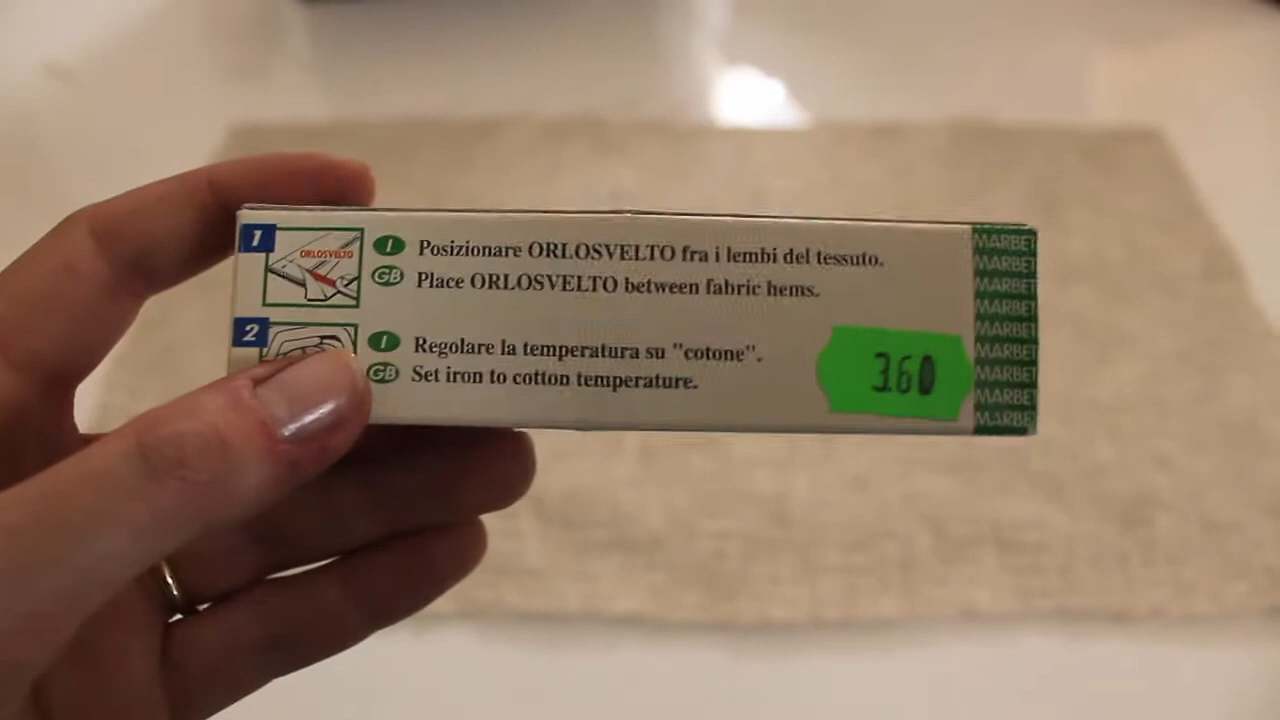 1
ORLOSVELTO
I Posizionare ORLOSVELTO fra i lembi del tessuto.
GB Place ORLOSVELTO between fabric hems.
2
I Regolare la temperatura su "cotone".
GB Set iron to cotton temperature.
360
MARBET
MARBET
MARBET
MARBET
MARBET
MARBET
MARBET
MARBET
MARBET